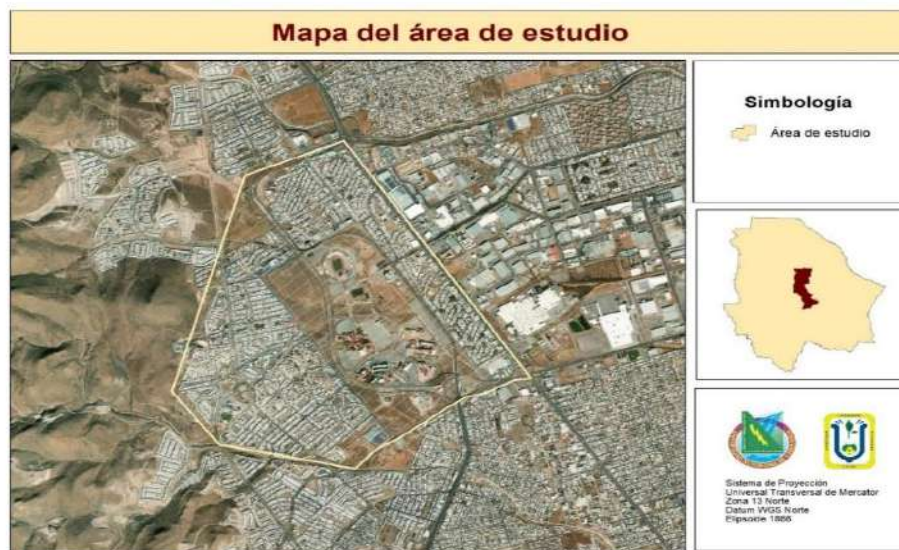 Mapa del área de estudio
Simbología
Área de estudio
Sistema de Proyección
Universal Transversal de Mercator
Zona 13 Norte
Datum WGS Norte
Elipsoide 1866